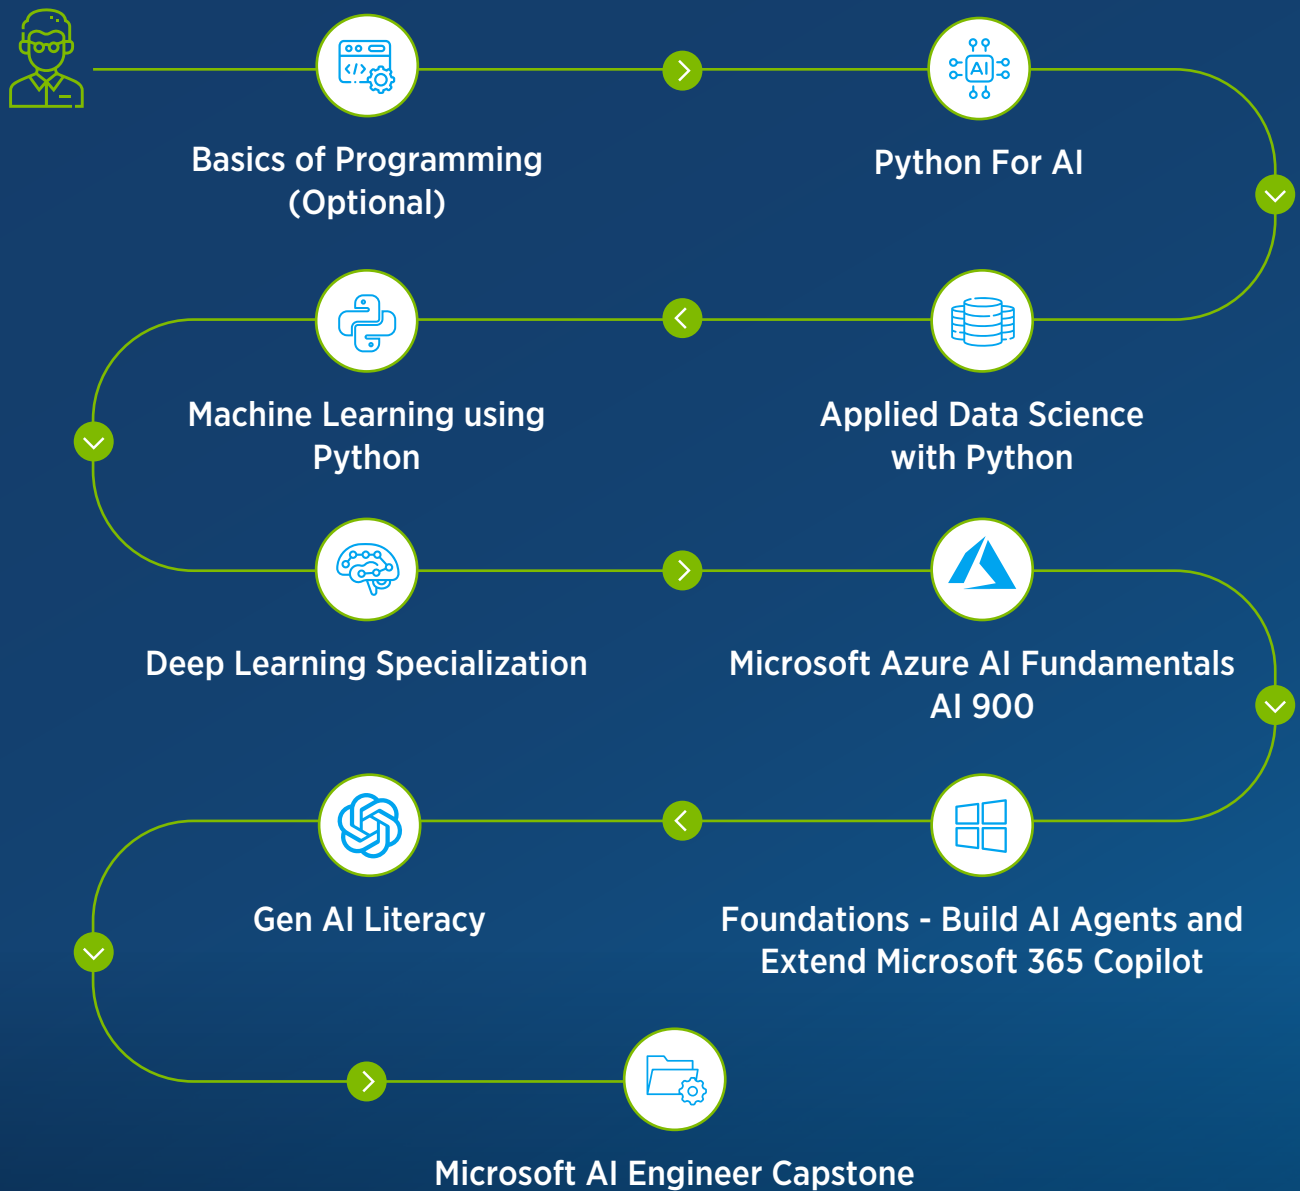 Basics of Programming
(Optional)
Python For AI
Machine Learning using
Python
Applied Data Science
with Python
Deep Learning Specialization
Microsoft Azure AI Fundamentals
AI 900
Gen AI Literacy
Foundations - Build AI Agents and
Extend Microsoft 365 Copilot
Microsoft AI Engineer Capstone
AI